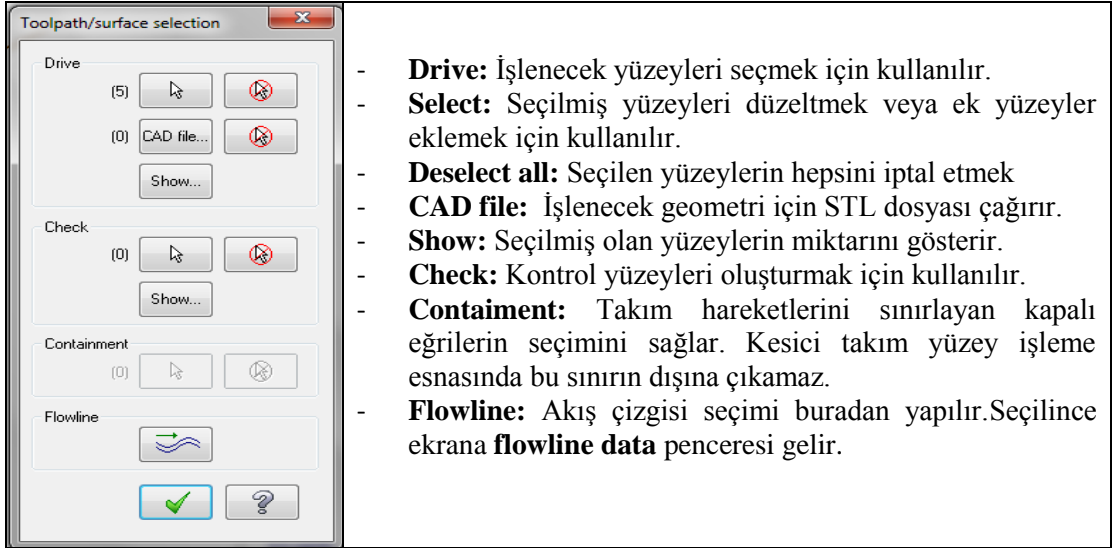 Toolpath/surface selection
Drive
(5)
(0) CAD file...
Show...
Check
(0)
Show...
Containment
(0)
Flowline
- Drive: İşlenecek yüzeyleri seçmek için kullanılır.
- Select: Seçilmiş yüzeyleri düzeltmek veya ek yüzeyler
eklemek için kullanılır.
- Deselect all: Seçilen yüzeylerin hepsini iptal etmek
- CAD file: İşlenecek geometri için STL dosyası çağırır.
- Show: Seçilmiş olan yüzeylerin miktarını gösterir.
- Check: Kontrol yüzeyleri oluşturmak için kullanılır.
- Contaiment: Takım hareketlerini sınırlayan kapalı
eğrilerin seçimini sağlar. Kesici takım yüzey işleme
esnasında bu sınırın dışına çıkamaz.
- Flowline: Akış çizgisi seçimi buradan yapılır.Seçilince
ekrana flowline data penceresi gelir.